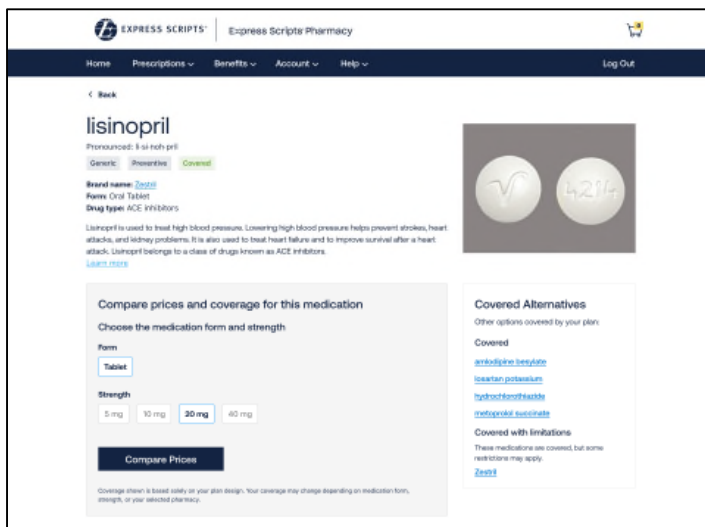 EXPRESS SCRIPTS® Express Scripts Pharmacy
Home Prescriptions Benefits Account Help Log Out
Back
lisinopril
Pronounced: li-si-noh-pril
Generic Preventive Covered
Brand name: Zestril
Form: Oral Tablet
Drug type: ACE inhibitors
Lisinopril is used to treat high blood pressure. Lowering high blood pressure helps prevent strokes, heart
attacks, and kidney problems. It is also used to treat heart failure and to improve survival after a heart
attack. Lisinopril belongs to a class of drugs known as ACE inhibitors.
Learn more
V 4214
Compare prices and coverage for this medication
Choose the medication form and strength
Form
Tablet
Strength
5 mg 10 mg 20 mg 40 mg
Compare Prices
Coverage shown is based solely on your plan design. Your coverage may change depending on medication form,
strength, or your selected pharmacy.
Covered Alternatives
Other options covered by your plan:
Covered
amlodipine besylate
losartan potassium
hydrochlorothiazide
metoprolol succinate
Covered with limitations
These medications are covered, but some
restrictions may apply.
Zestril